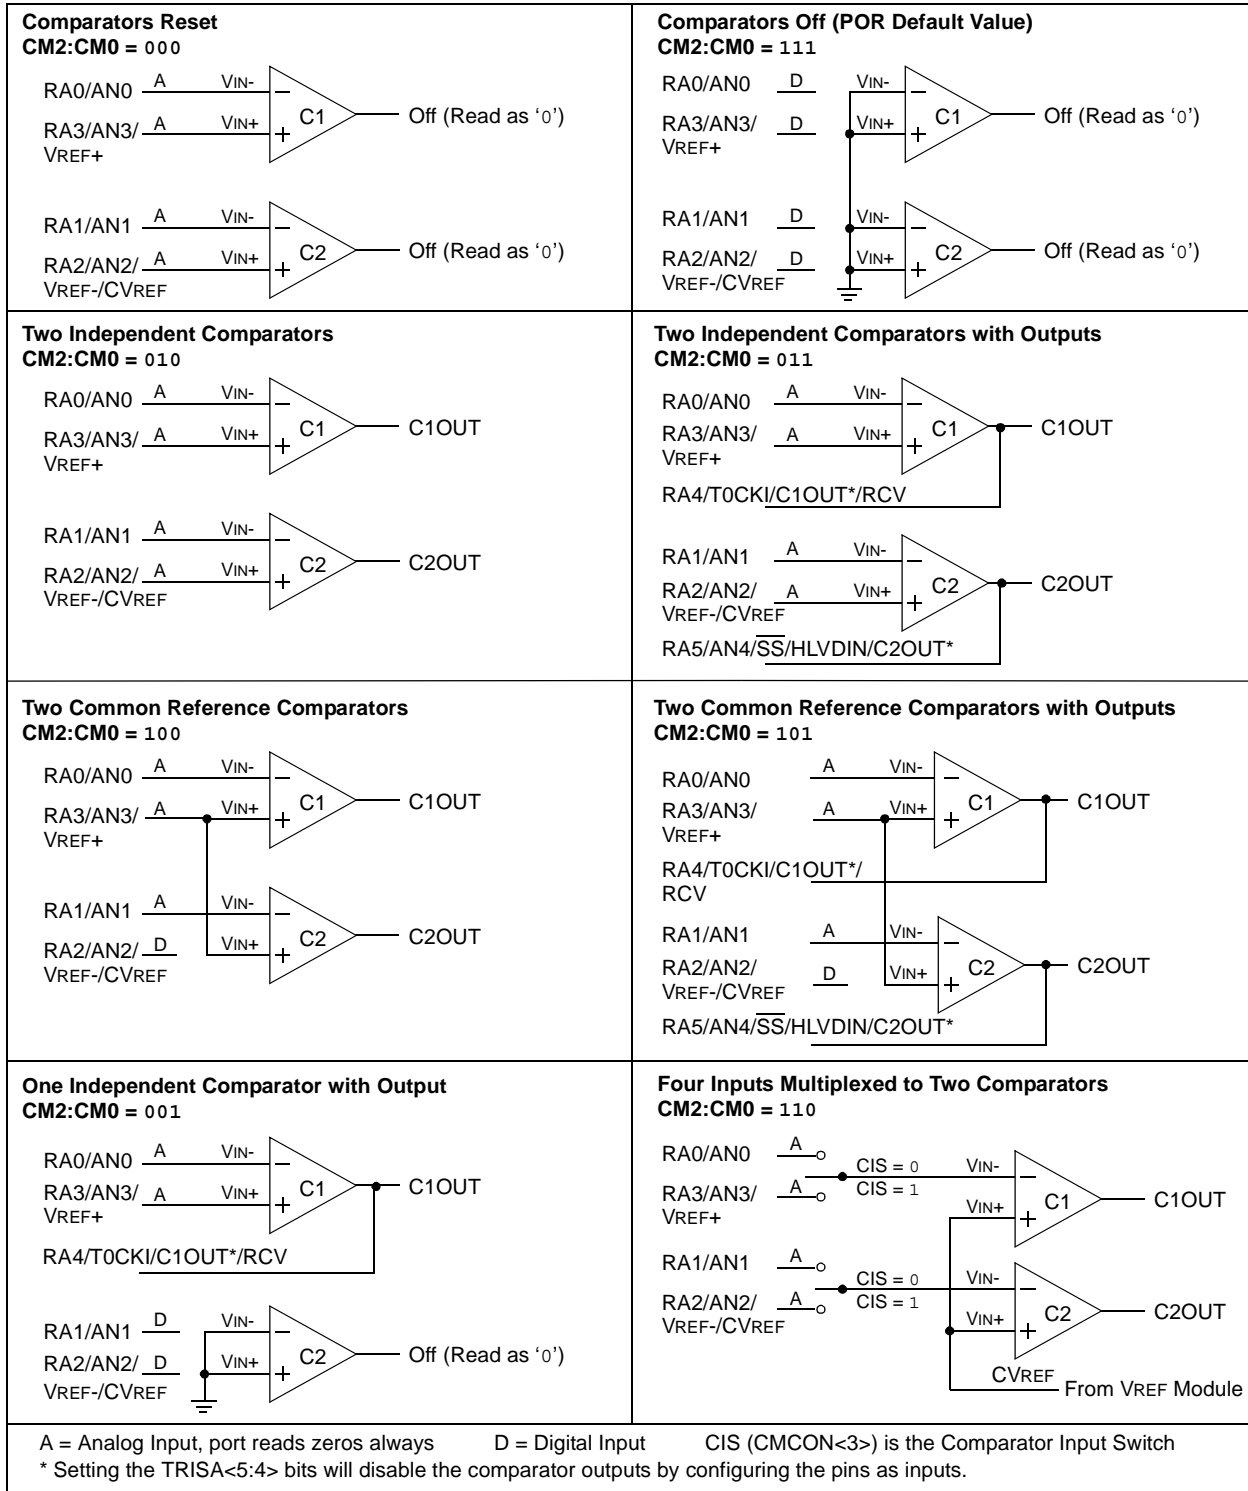 Comparators Reset
CM2:CM0 = 000
RA0/AN0 A VIN-
C1 Off (Read as ‘0’)
RA3/AN3/ A VIN+
VREF+
RA1/AN1 A VIN-
C2 Off (Read as ‘0’)
RA2/AN2/ A VIN+
VREF-/CVREF
Comparators Off (POR Default Value)
CM2:CM0 = 111
RA0/AN0 D VIN-
C1 Off (Read as ‘0’)
RA3/AN3/ D VIN+
VREF+
RA1/AN1 D VIN-
C2 Off (Read as ‘0’)
RA2/AN2/ D VIN+
VREF-/CVREF
Two Independent Comparators
CM2:CM0 = 010
RA0/AN0 A VIN-
C1 C1OUT
RA3/AN3/ A VIN+
VREF+
RA1/AN1 A VIN-
C2 C2OUT
RA2/AN2/ A VIN+
VREF-/CVREF
Two Independent Comparators with Outputs
CM2:CM0 = 011
RA0/AN0 A VIN-
C1 C1OUT
RA3/AN3/ A VIN+
VREF+
RA4/T0CKI/C1OUT*/RCV
RA1/AN1 A VIN-
C2 C2OUT
RA2/AN2/ A VIN+
VREF-/CVREF
RA5/AN4/SS/HLVDIN/C2OUT*
Two Common Reference Comparators
CM2:CM0 = 100
RA0/AN0 A VIN-
C1 C1OUT
RA3/AN3/ A VIN+
VREF+
RA1/AN1 A VIN-
C2 C2OUT
RA2/AN2/ D VIN+
VREF-/CVREF
Two Common Reference Comparators with Outputs
CM2:CM0 = 101
RA0/AN0 A VIN-
C1 C1OUT
RA3/AN3/ A VIN+
VREF+
RA4/T0CKI/C1OUT*/
RCV
RA1/AN1 A VIN-
C2 C2OUT
RA2/AN2/ D VIN+
VREF-/CVREF
RA5/AN4/SS/HLVDIN/C2OUT*
One Independent Comparator with Output
CM2:CM0 = 001
RA0/AN0 A VIN-
C1 C1OUT
RA3/AN3/ A VIN+
VREF+
RA4/T0CKI/C1OUT*/RCV
RA1/AN1 D VIN-
C2 Off (Read as ‘0’)
RA2/AN2/ D VIN+
VREF-/CVREF
Four Inputs Multiplexed to Two Comparators
CM2:CM0 = 110
RA0/AN0 A
CIS = 0 VIN-
RA3/AN3/ A CIS = 1 C1 C1OUT
VREF+ VIN+
RA1/AN1 A
CIS = 0 VIN-
RA2/AN2/ A CIS = 1 C2 C2OUT
VREF-/CVREF VIN+
CVREF
From VREF Module
A = Analog Input, port reads zeros always D = Digital Input CIS (CMCON<3>) is the Comparator Input Switch
* Setting the TRISA<5:4> bits will disable the comparator outputs by configuring the pins as inputs.